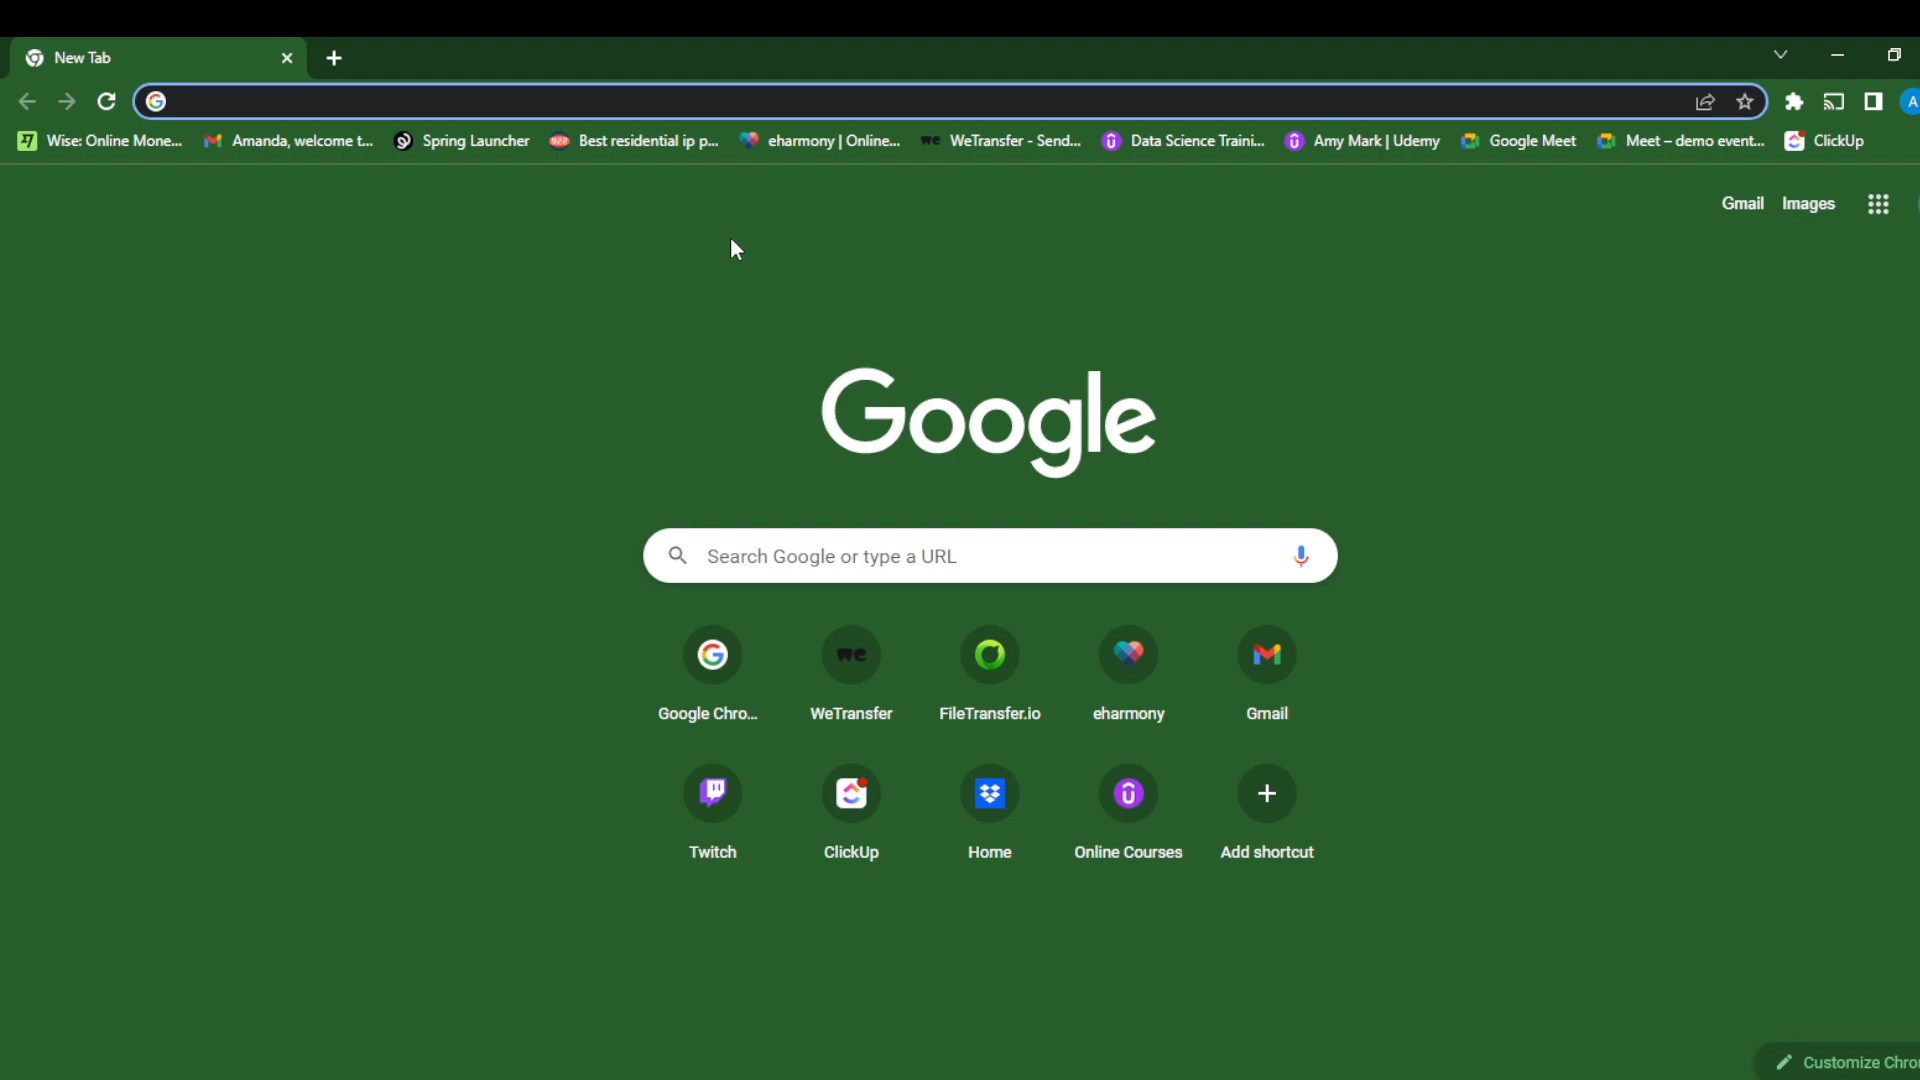 New Tab
Wise: Online Mone... Amanda, welcome t... Spring Launcher Best residential ip p... eharmony | Online... WeTransfer - Send... Data Science Traini... Amy Mark | Udemy Google Meet Meet – demo event... ClickUp
Gmail Images
Google
Search Google or type a URL
Google Chro... WeTransfer FileTransfer.io eharmony Gmail
Twitch ClickUp Home Online Courses Add shortcut
Customize Chro